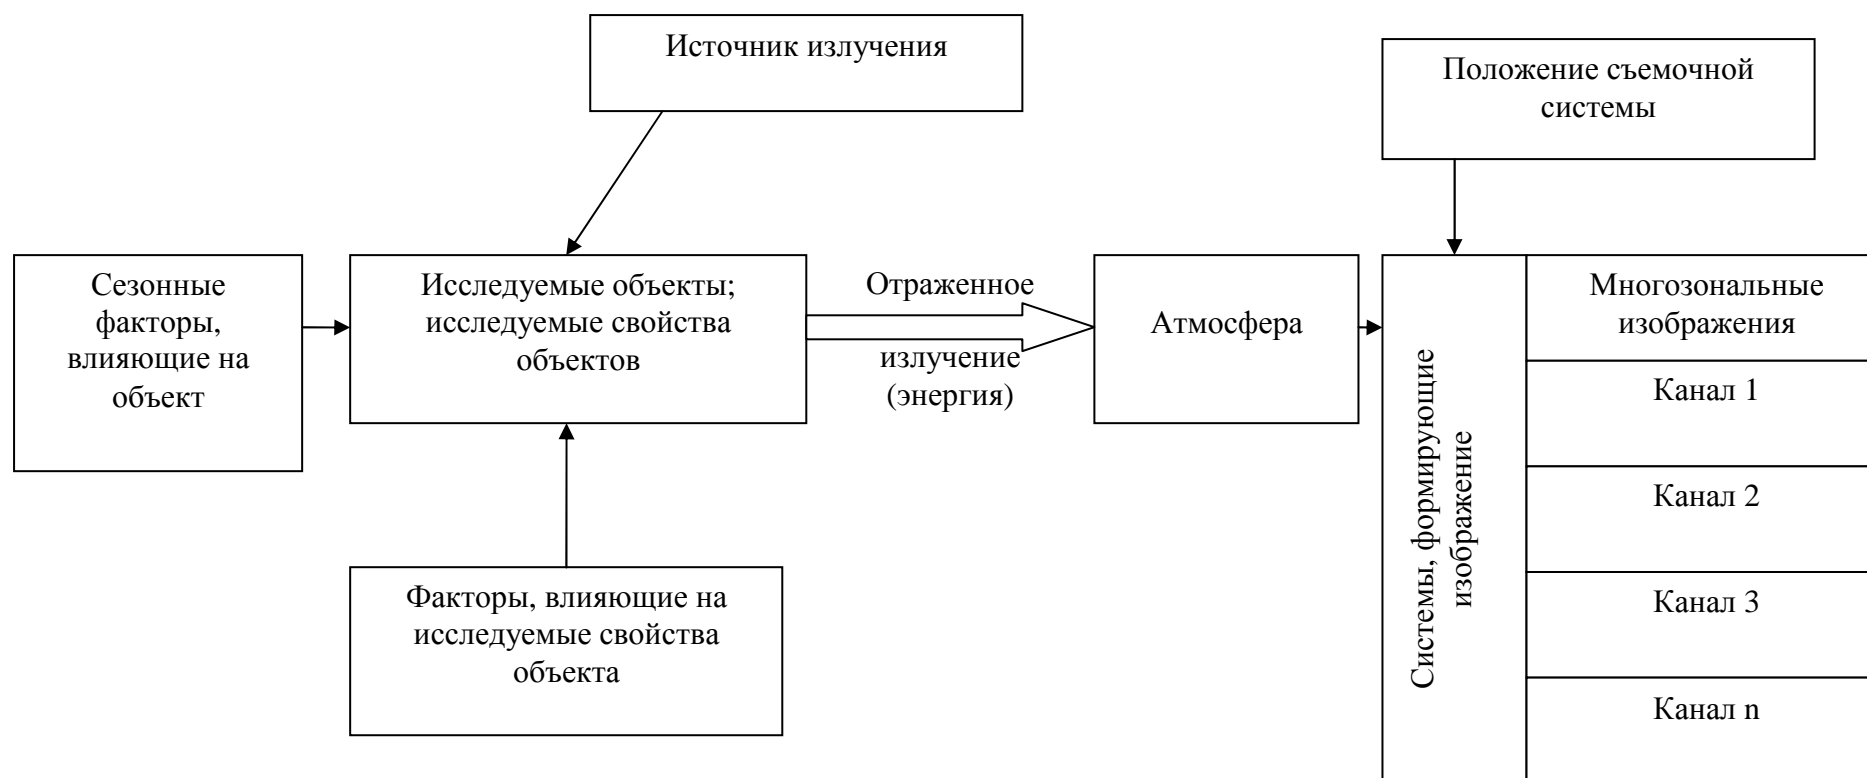 Источник излучения
Положение съемочной
системы
Сезонные
факторы,
влияющие на
объект
Исследуемые объекты;
исследуемые свойства
объектов
Отраженное
излучение
(энергия)
Атмосфера
Системы, формирующие
изображение
Многозональные
изображения
Канал 1
Канал 2
Канал 3
Канал n
Факторы, влияющие на
исследуемые свойства
объекта